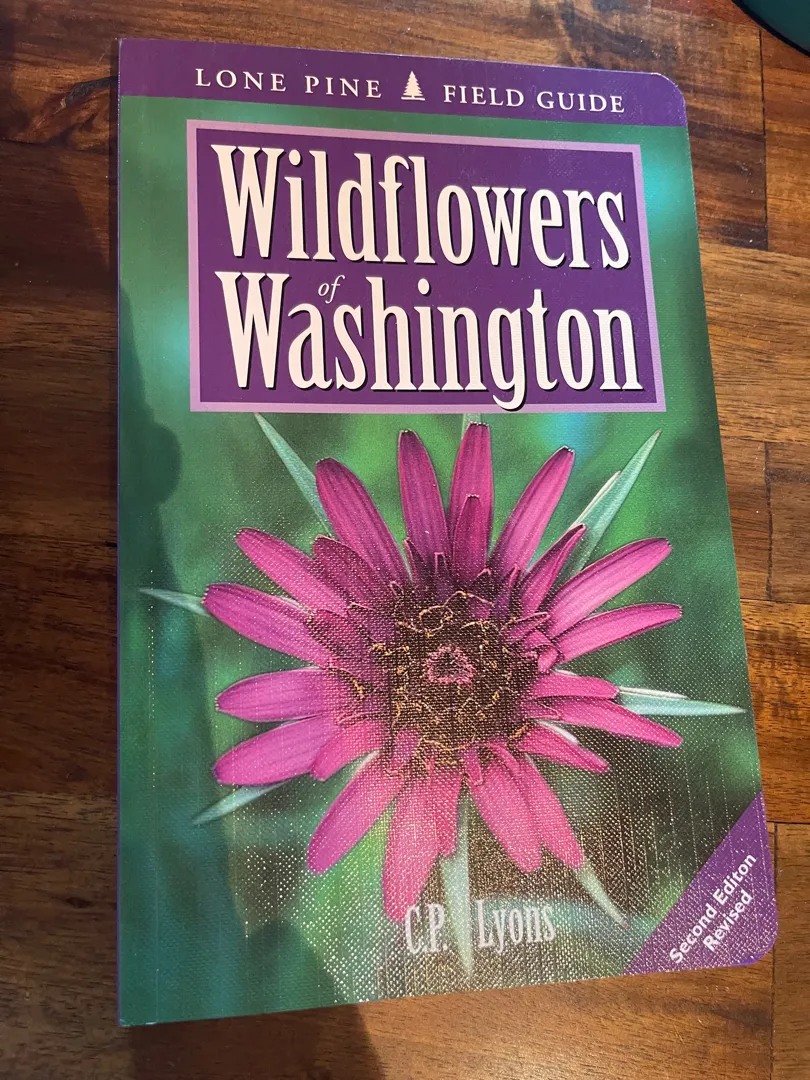 LONE PINE FIELD GUIDE
Wildflowers
of
Washington
C.P. Lyons
Second Editon
Revised